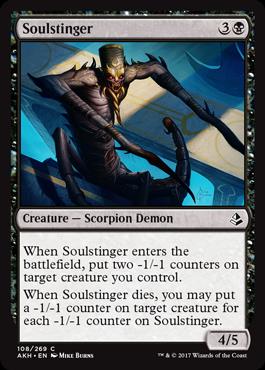 Soulstinger 3
Creature — Scorpion Demon
When Soulstinger enters the
battlefield, put two -1/-1 counters on
target creature you control.
When Soulstinger dies, you may put
a -1/-1 counter on target creature for
each -1/-1 counter on Soulstinger.
4/5
108/269 C
AKH • EN Mike Burns
™ & © 2017 Wizards of the Coast